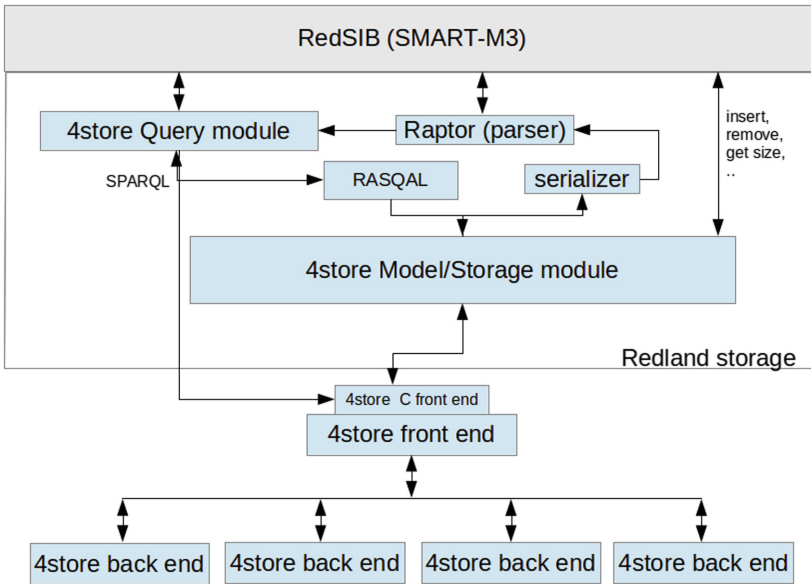 RedSIB (SMART-M3)
4store Query module
Raptor (parser)
insert,
remove,
get size,
..
SPARQL
RASQAL
serializer
4store Model/Storage module
Redland storage
4store C front end
4store front end
4store back end
4store back end
4store back end
4store back end